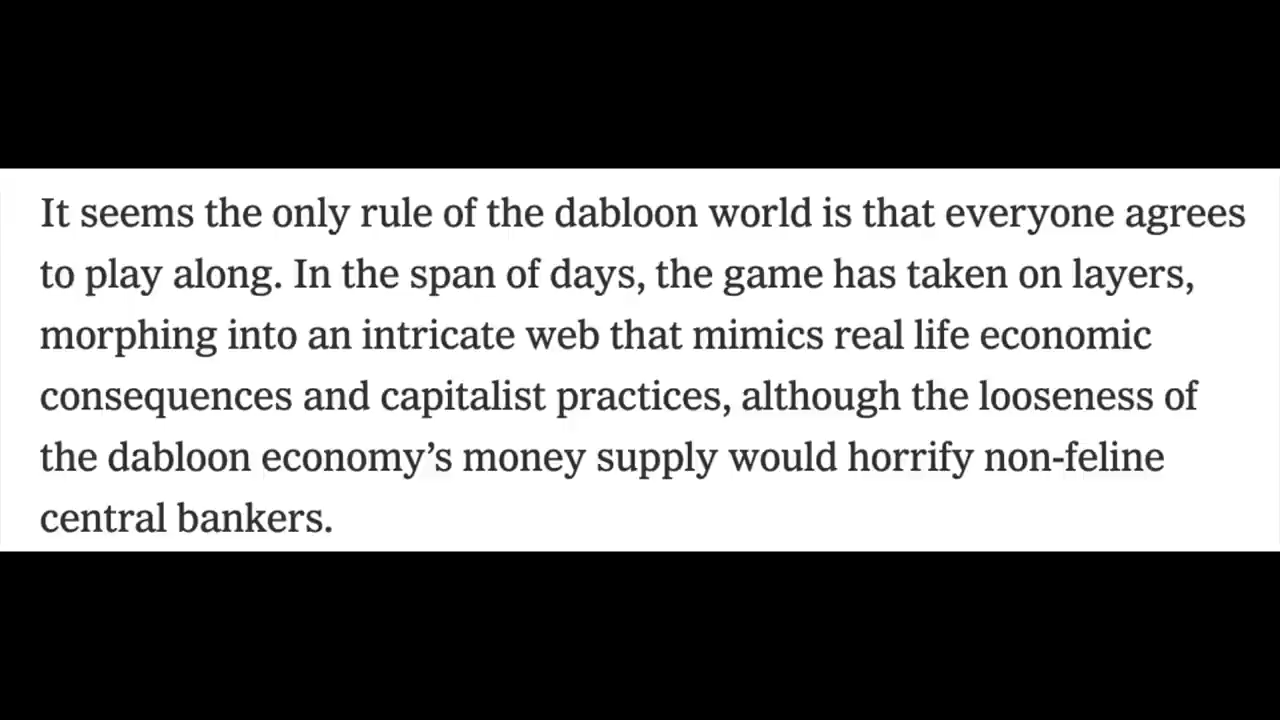 It seems the only rule of the dabloon world is that everyone agrees
to play along. In the span of days, the game has taken on layers,
morphing into an intricate web that mimics real life economic
consequences and capitalist practices, although the looseness of
the dabloon economy’s money supply would horrify non-feline
central bankers.